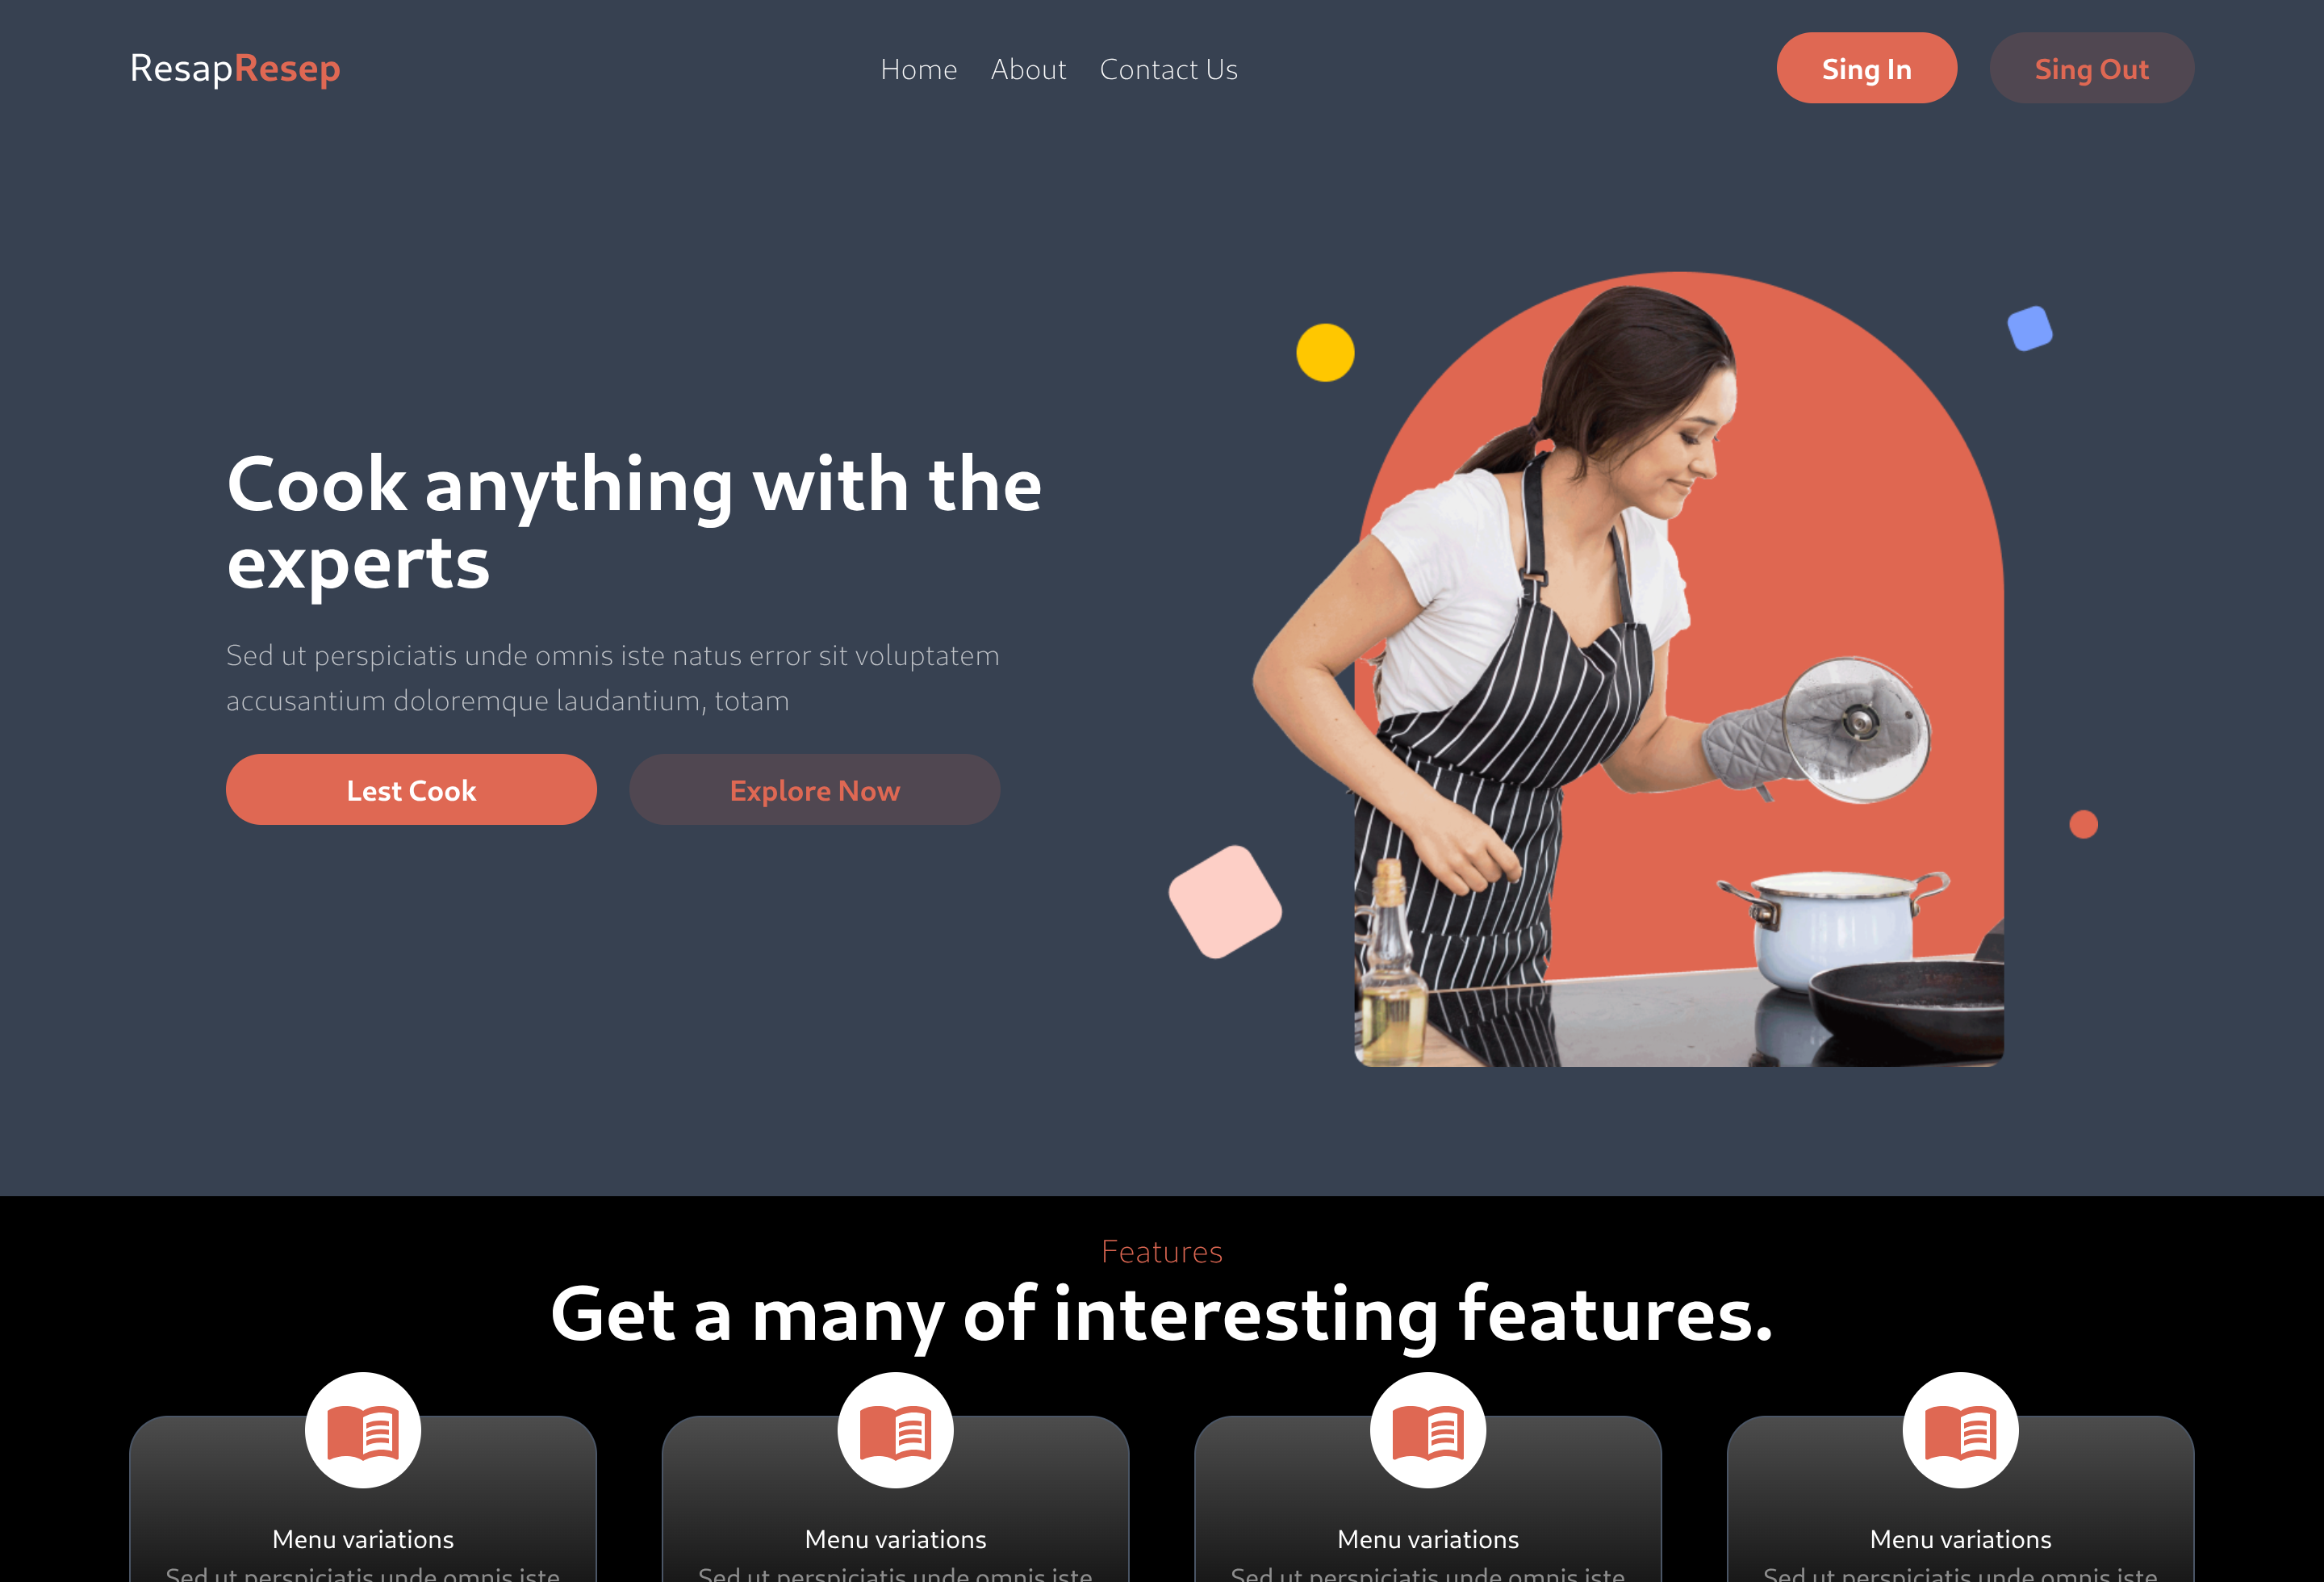 ResapResep
Home About Contact Us
Sing In Sing Out
Cook anything with the
experts
Sed ut perspiciatis unde omnis iste natus error sit voluptatem
accusantium doloremque laudantium, totam
Lest Cook Explore Now
Features
Get a many of interesting features.
Menu variations
Sed ut perspiciatis unde omnis iste
Menu variations
Sed ut perspiciatis unde omnis iste
Menu variations
Sed ut perspiciatis unde omnis iste
Menu variations
Sed ut perspiciatis unde omnis iste